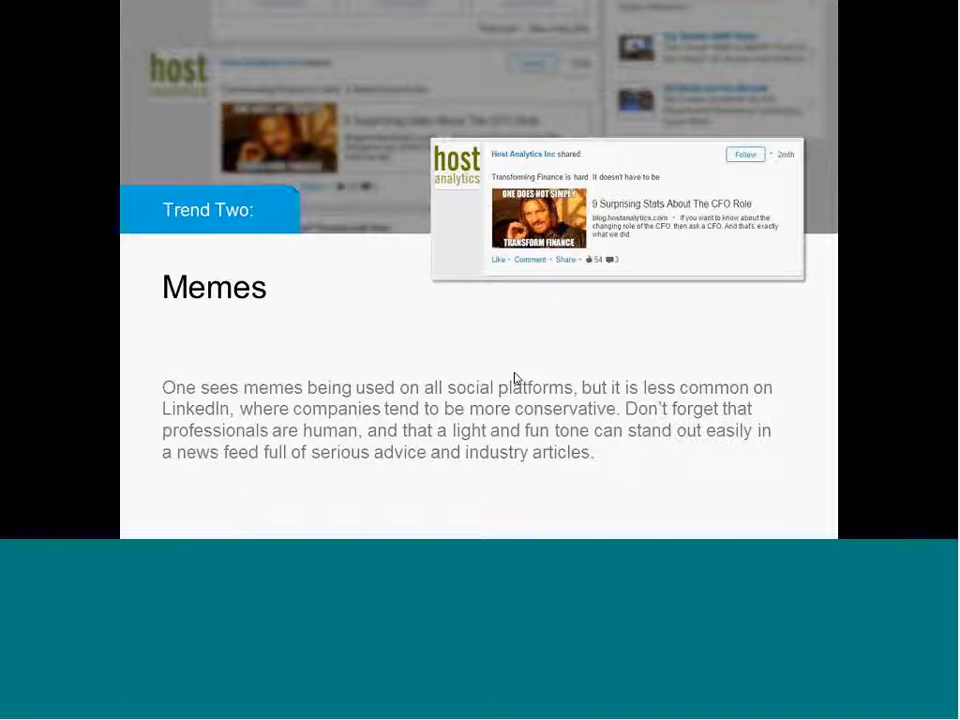 host
analytics
host
analytics
Host Analytics Inc shared:
Follow
2mth
Transforming Finance is hard. It doesn't have to be
ONE DOES NOT SIMPLY
TRANSFORM FINANCE
9 Surprising Stats About The CFO Role
blog.hostanalytics.com • If you want to know about the
changing role of the CFO, then ask a CFO. And that's exactly
what we did.
Like • Comment • Share • 54 3
Trend Two:
Memes
One sees memes being used on all social platforms, but it is less common on
LinkedIn, where companies tend to be more conservative. Don't forget that
professionals are human, and that a light and fun tone can stand out easily in
a news feed full of serious advice and industry articles.